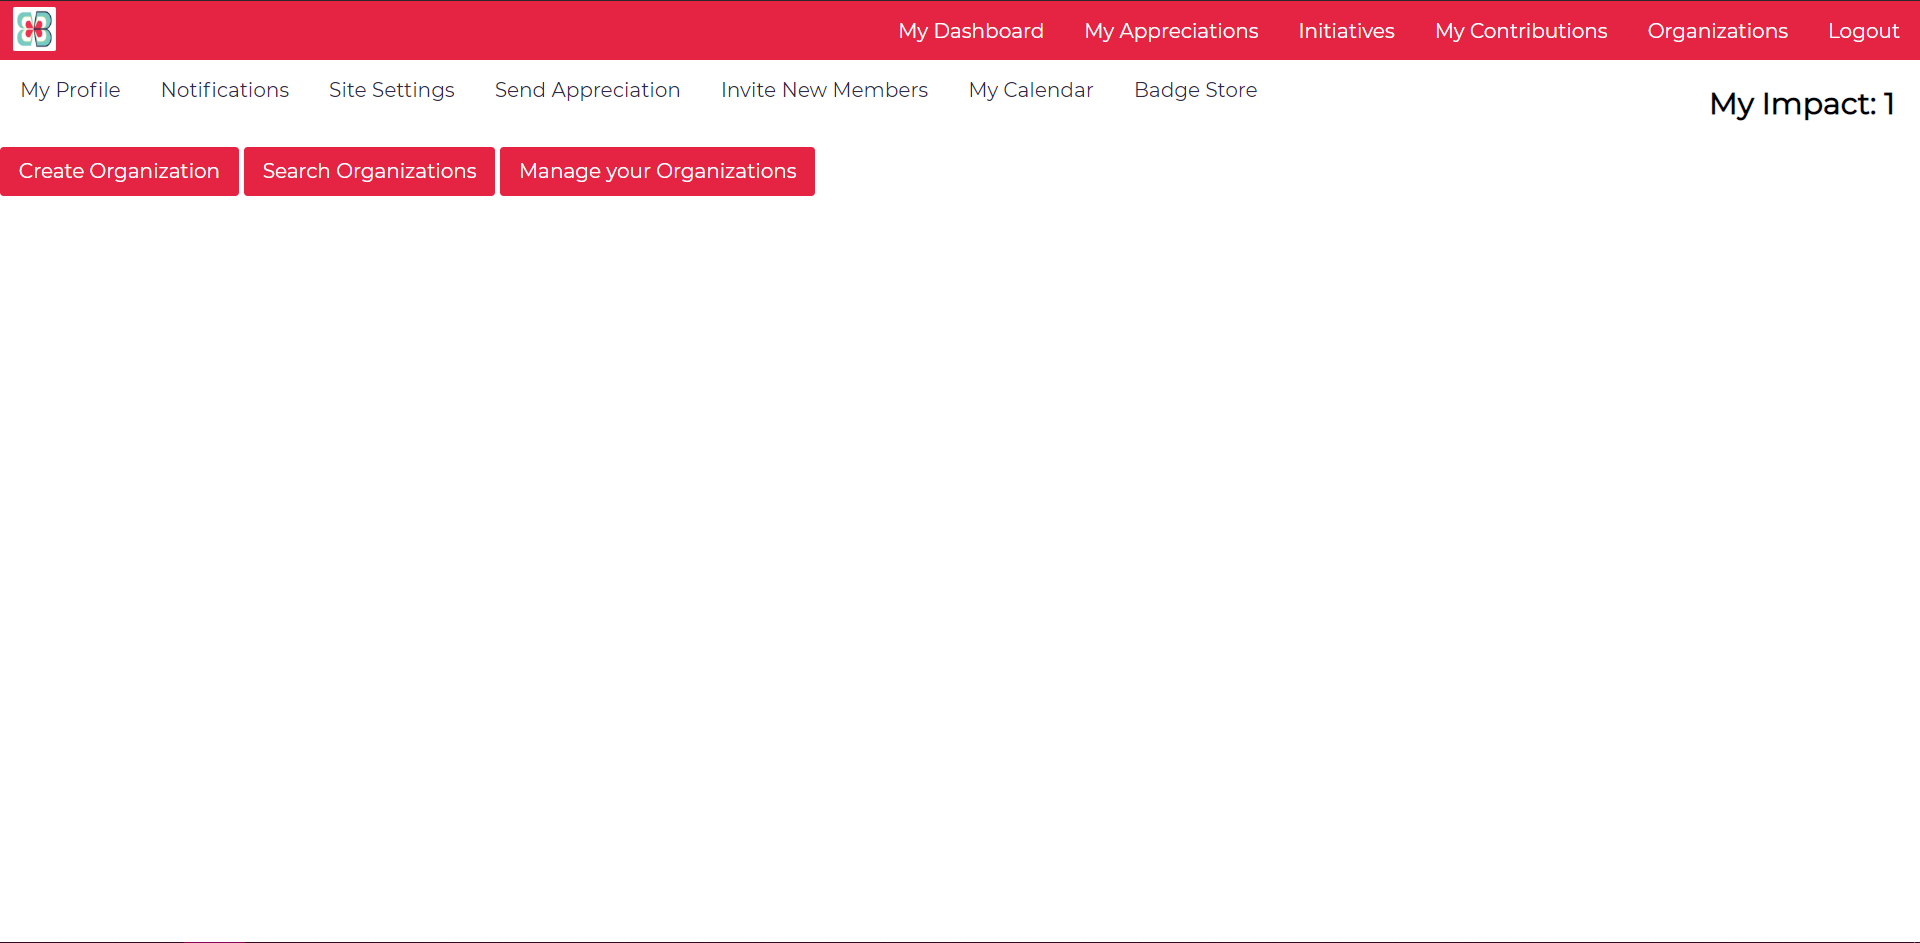 My Dashboard My Appreciations Initiatives My Contributions Organizations Logout
My Profile Notifications Site Settings Send Appreciation Invite New Members My Calendar Badge Store
My Impact: 1
Create Organization Search Organizations Manage your Organizations